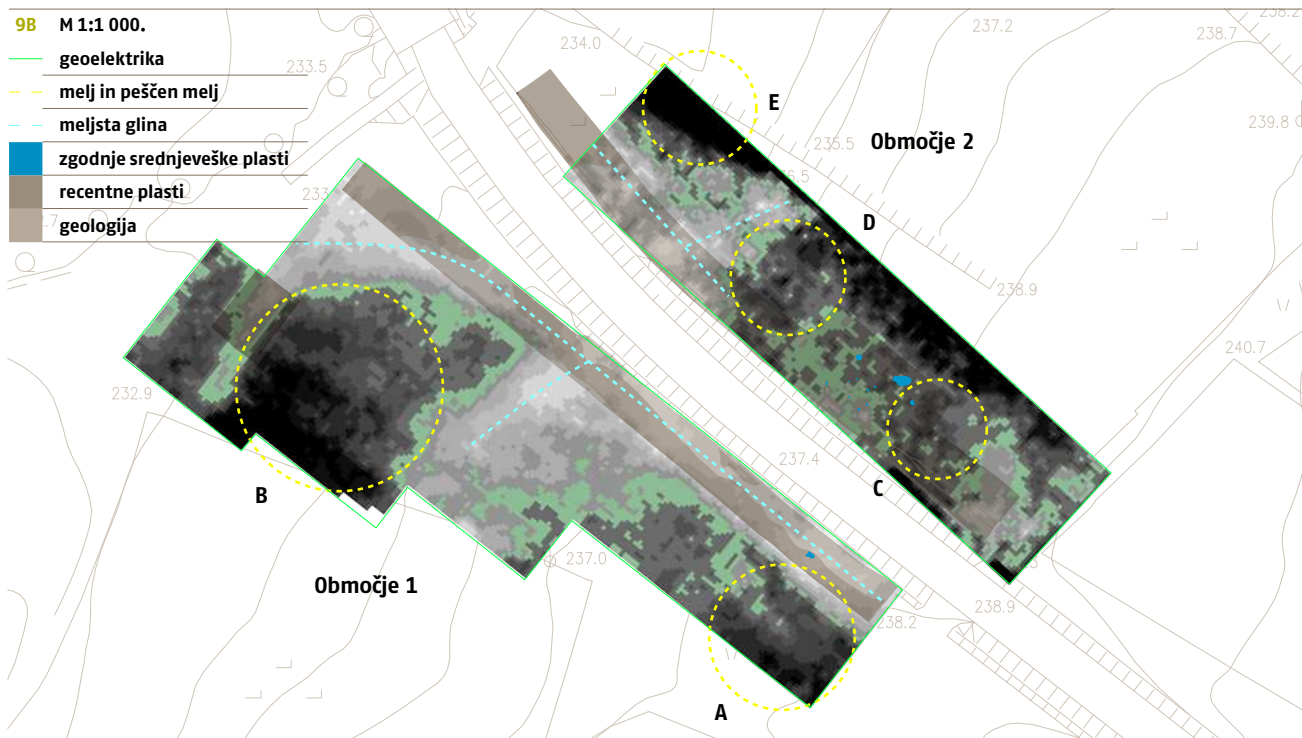 9B M 1:1 000.
geoelektrika
melj in peščen melj
meljsta glina
zgodnje srednjeveške plasti
recentne plasti
geologija
234.0
237.2
238.2
238.7
233.5
E
235.5
Območje 2
239.8
D
238.9
240.7
232.9
237.4
C
B
237.0
Območje 1
238.9
238.2
A